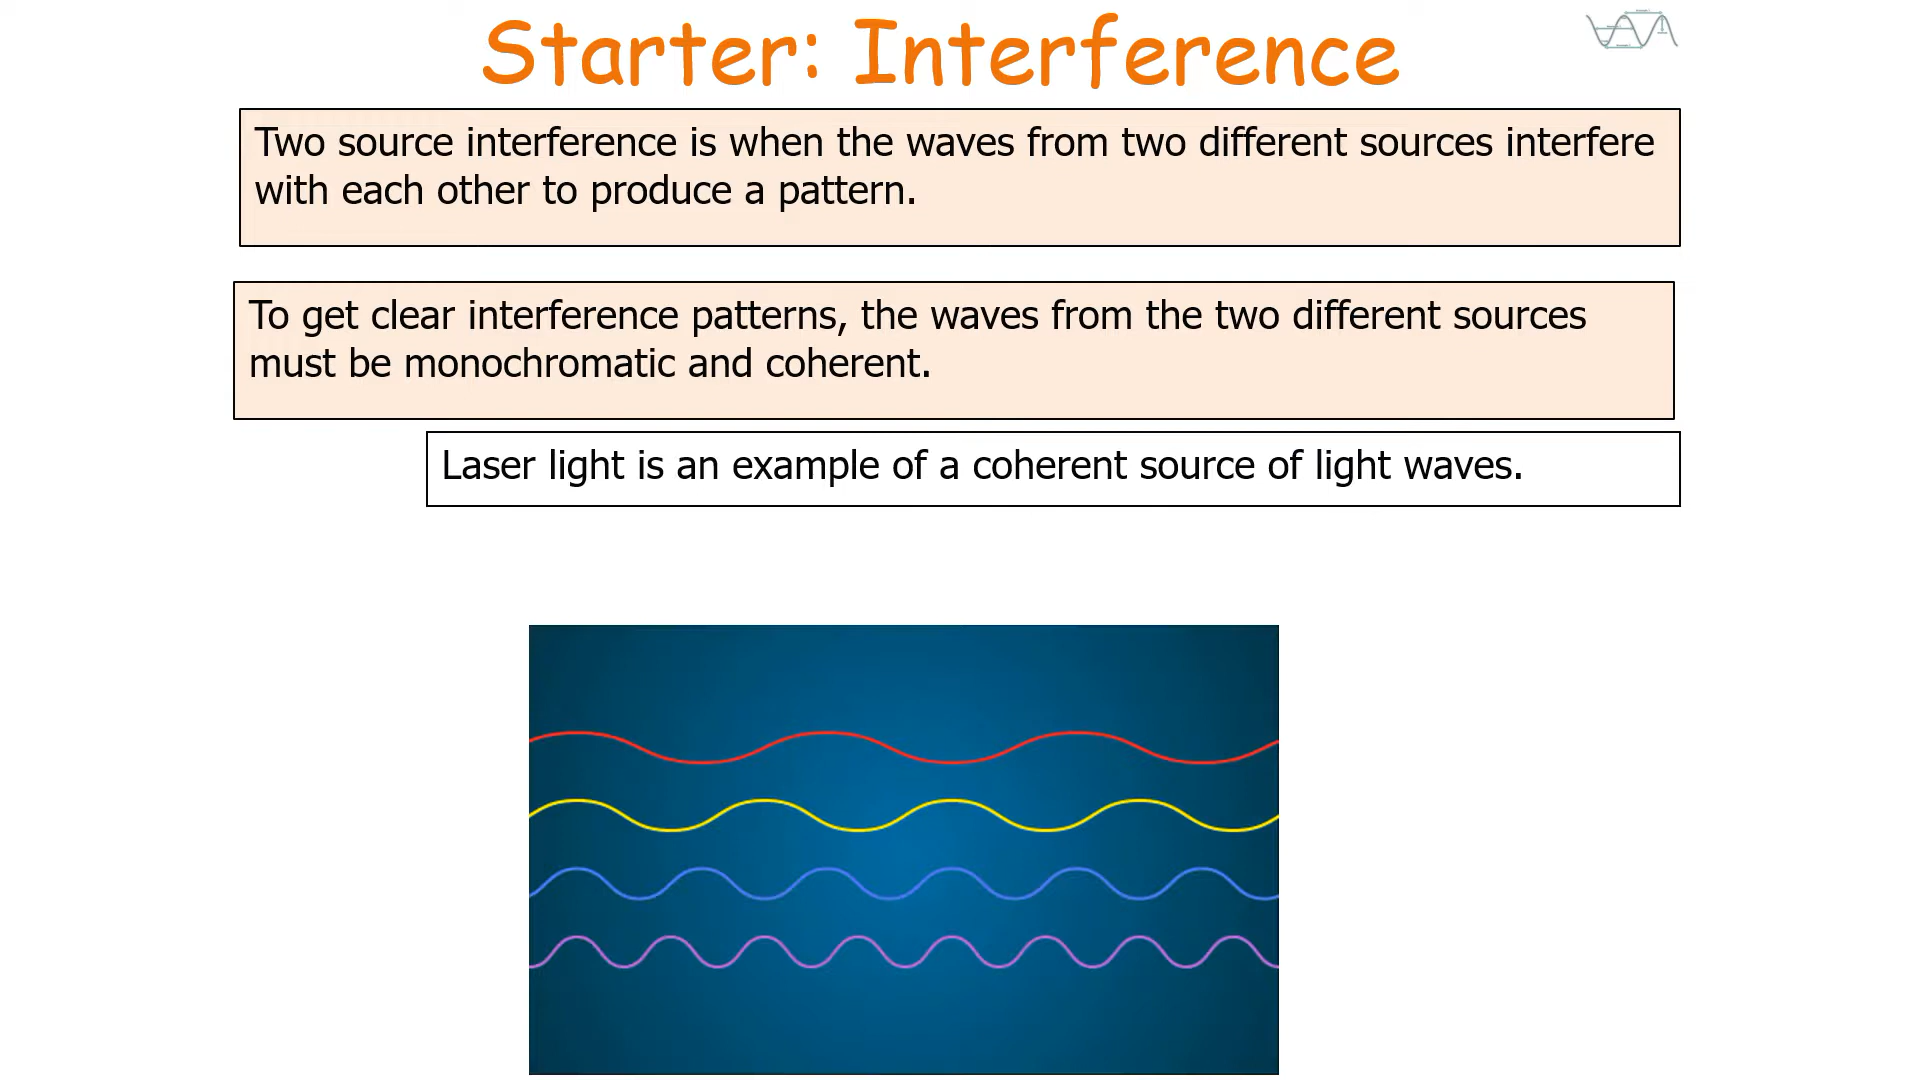 Starter: Interference
Two source interference is when the waves from two different sources interfere
with each other to produce a pattern.
To get clear interference patterns, the waves from the two different sources
must be monochromatic and coherent.
Laser light is an example of a coherent source of light waves.